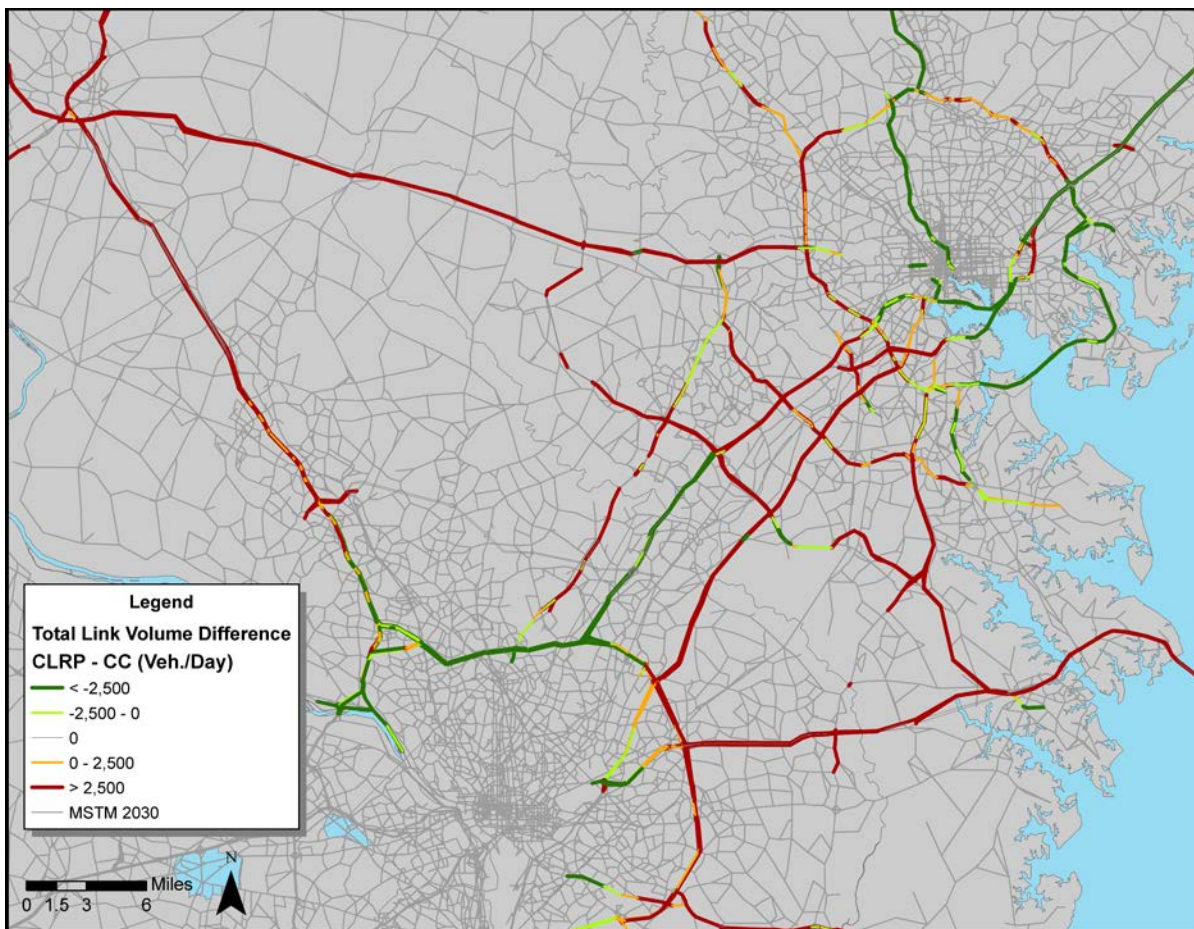 Legend
Total Link Volume Difference
CLRP - CC (Veh./Day)
< -2,500
-2,500 - 0
0
0 - 2,500
> 2,500
MSTM 2030
Miles
0 1.5 3 6
N